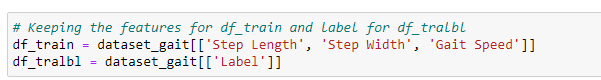 # Keeping the features for df_train and label for df_tralbl
df_train = dataset_gait[['Step Length', 'Step Width', 'Gait Speed']]
df_tralbl = dataset_gait[['Label']]